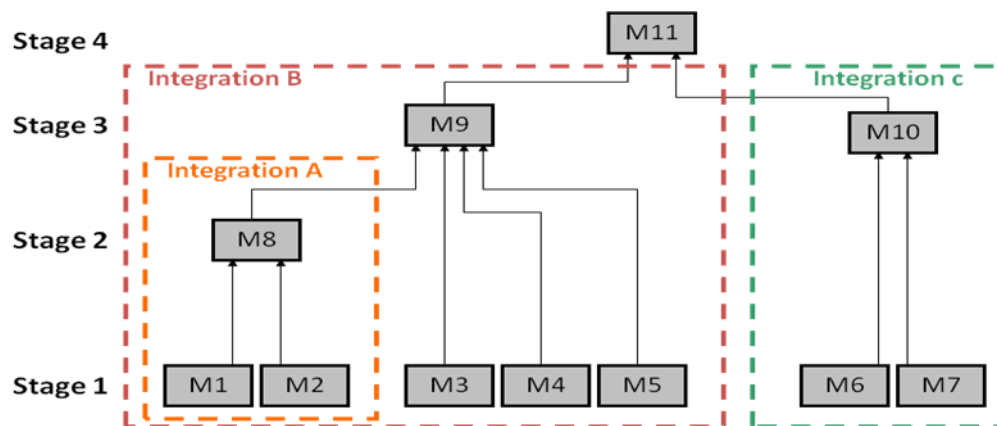 Stage 4
M11
Integration B
Integration c
Stage 3
M9
M10
Integration A
Stage 2
M8
Stage 1
M1
M2
M3
M4
M5
M6
M7